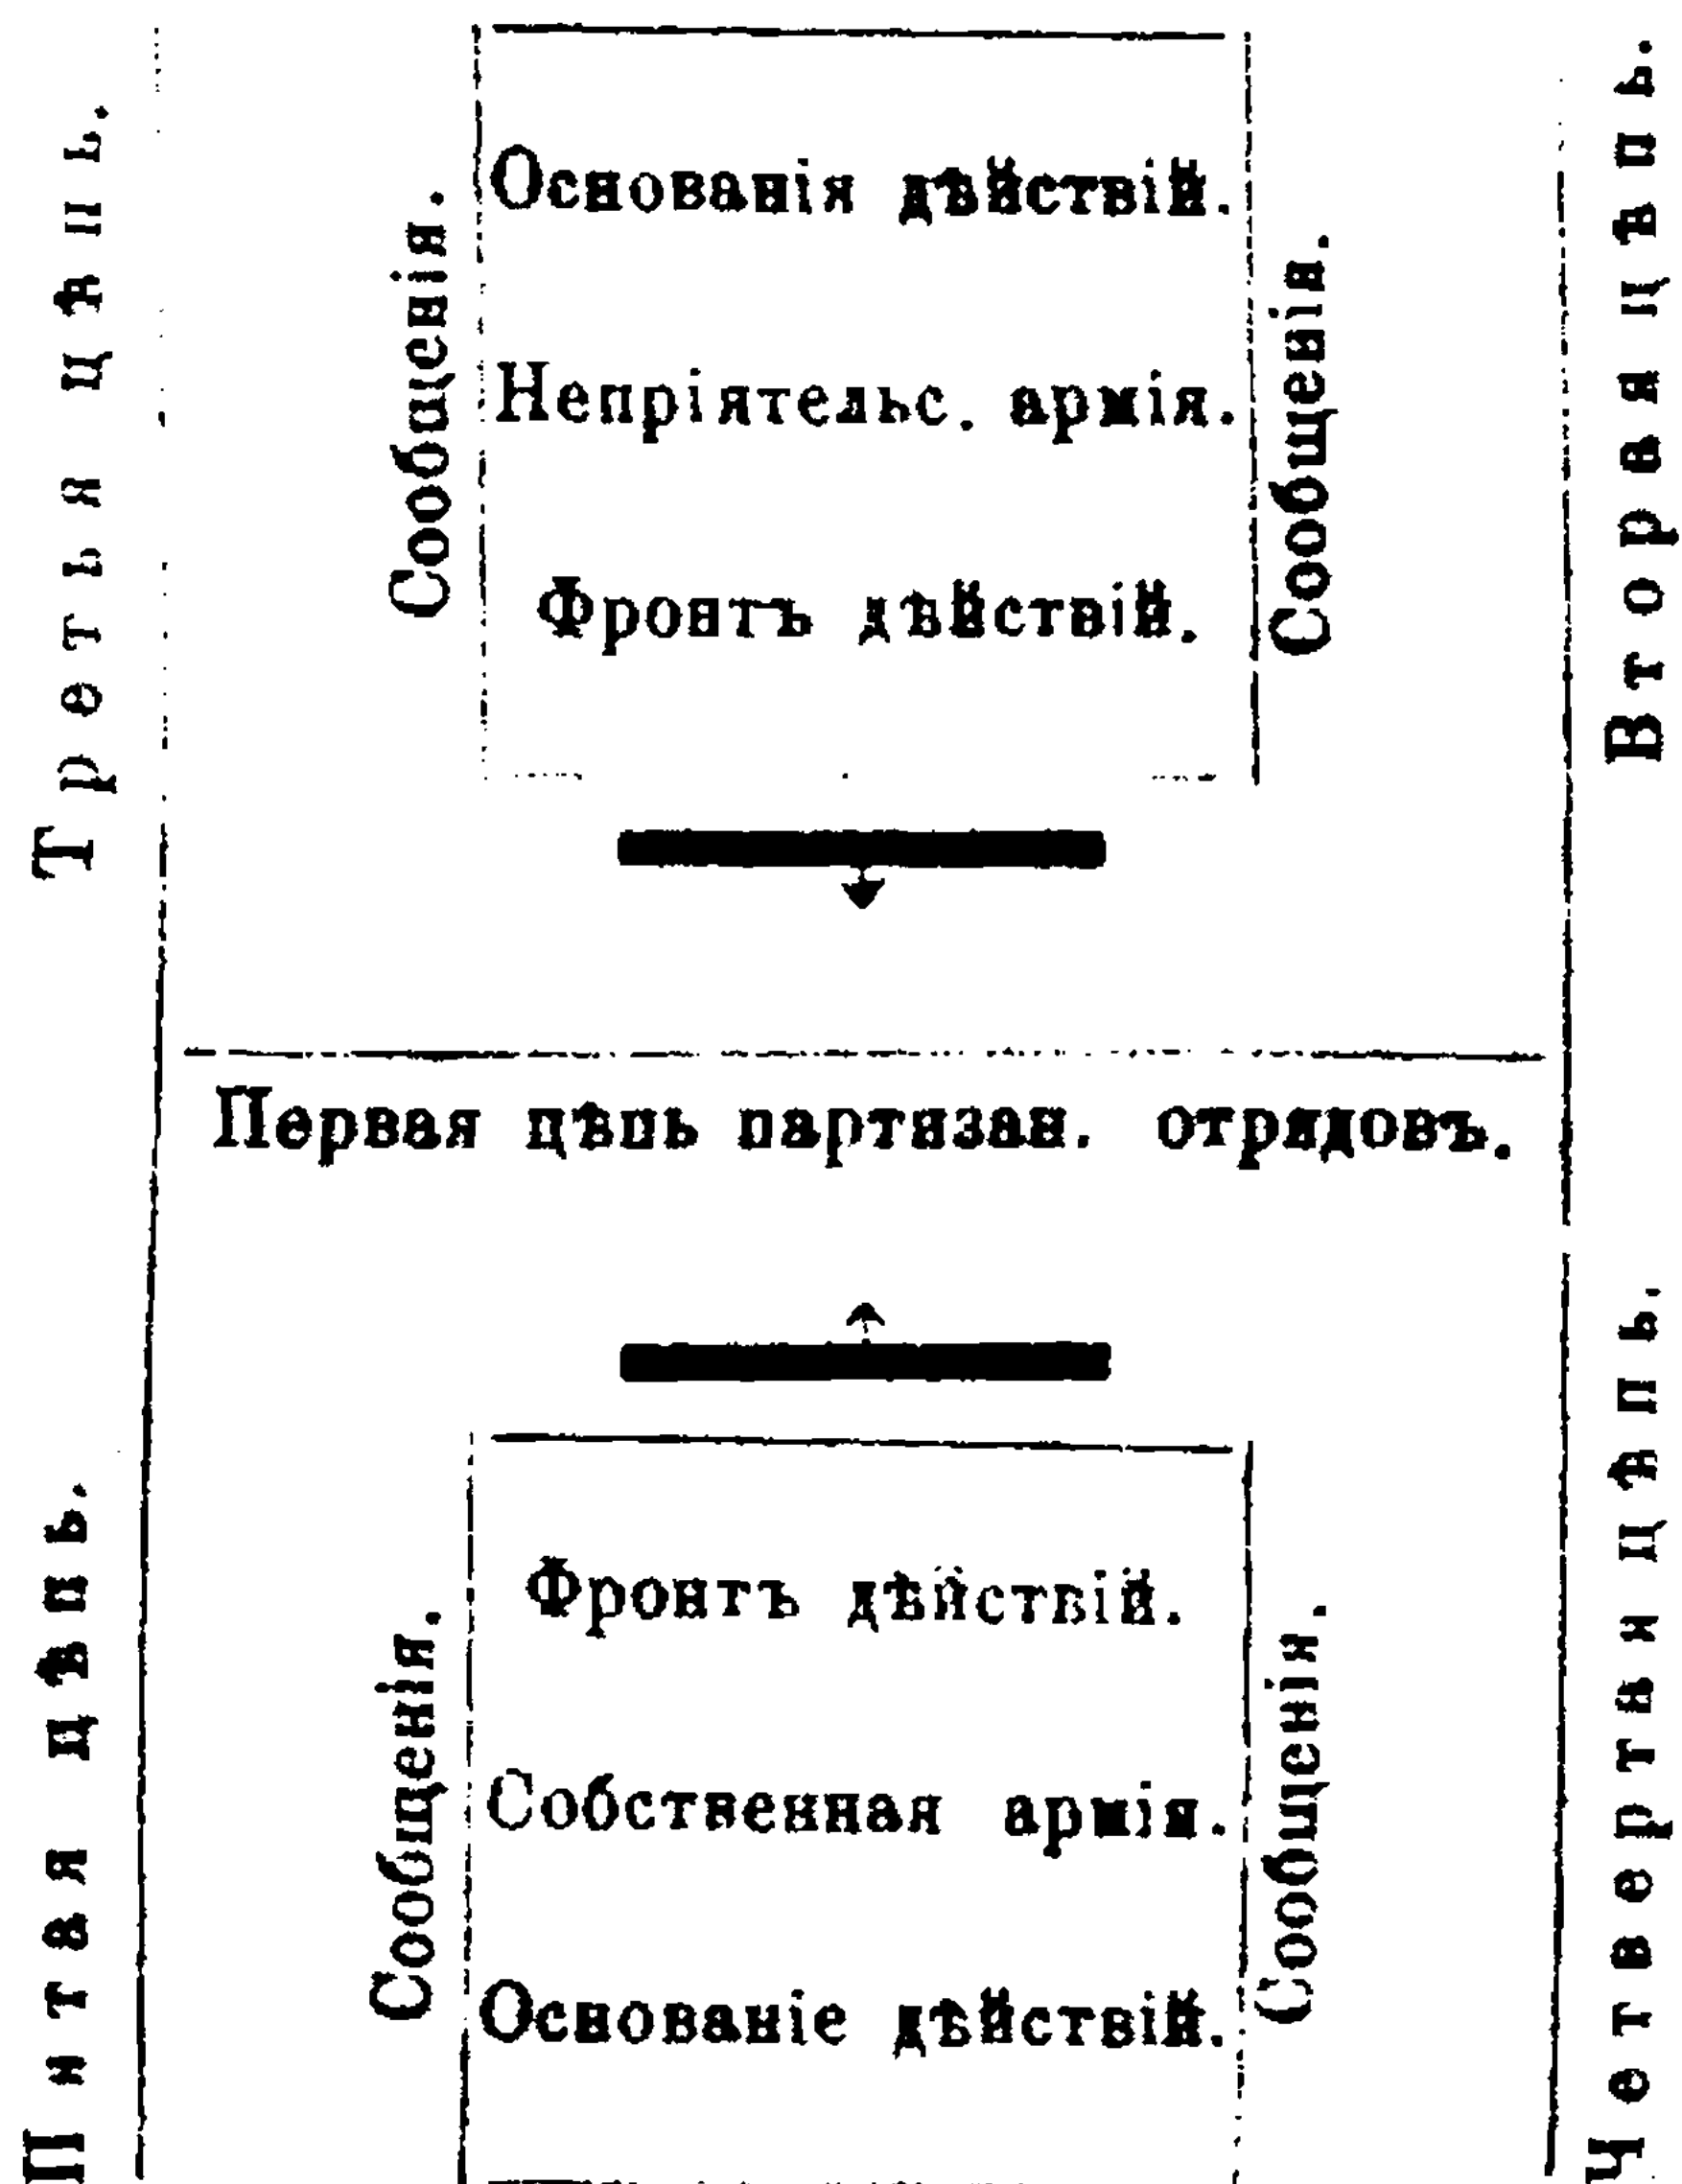 Третья цѣпь.
Сообщенія.
Основанія дѣйствій.
Непріятельс. армія.
Фронтъ дѣйствій.
Сообщенія.
Вторая цѣпь.
Первая цѣпь партизан. отрядовъ.
Пятая цѣпь.
Сообщенія.
Фронтъ дѣйствій.
Собственная армія.
Основаніе дѣйствій.
Сообщенія.
Четвертая цѣпь.